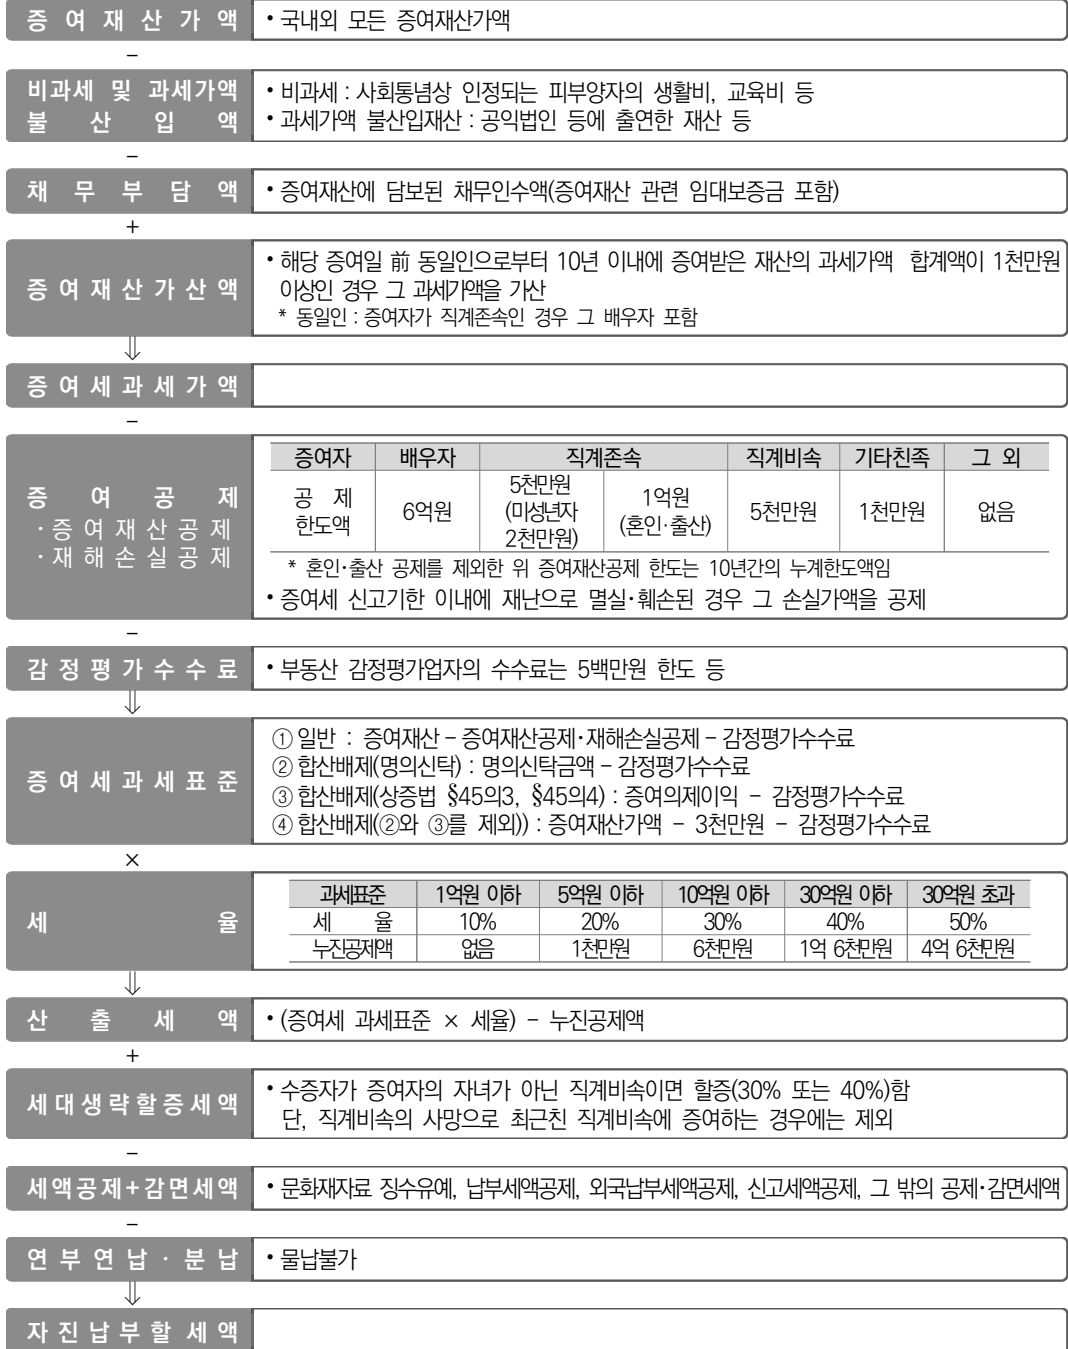 증여재산가액 • 국내외 모든 증여재산가액
−
비과세 및 과세가액 • 비과세 : 사회통념상 인정되는 피부양자의 생활비, 교육비 등
불산입액 • 과세가액 불산입재산 : 공익법인 등에 출연한 재산 등
−
채무부담액 • 증여재산에 담보된 채무인수액(증여재산 관련 임대보증금 포함)
+
증여재산가산액
• 해당 증여일 前 동일인으로부터 10년 이내에 증여받은 재산의 과세가액 합계액이 1천만원
이상인 경우 그 과세가액을 가산
* 동일인 : 증여자가 직계존속인 경우 그 배우자 포함
⇓
증여세과세가액
−
증여공제
·증여재산공제
·재해손실공제
증여자 배우자 직계존속 직계비속 기타친족 그 외
공 제 한도액 6억원 5천만원 (미성년자 2천만원) 1억원 (혼인·출산) 5천만원 1천만원 없음
* 혼인·출산 공제를 제외한 위 증여재산공제 한도는 10년간의 누계한도액임
• 증여세 신고기한 이내에 재난으로 멸실·훼손된 경우 그 손실가액을 공제
−
감정평가수수료 • 부동산 감정평가업자의 수수료는 5백만원 한도 등
⇓
증여세과세표준
① 일반 : 증여재산 − 증여재산공제·재해손실공제 − 감정평가수수료
② 합산배제(명의신탁) : 명의신탁금액 − 감정평가수수료
③ 합산배제(상증법 §45의3, §45의4) : 증여의제이익 − 감정평가수수료
④ 합산배제(②와 ③를 제외)) : 증여재산가액 − 3천만원 − 감정평가수수료
×
세율
과세표준 1억원 이하 5억원 이하 10억원 이하 30억원 이하 30억원 초과
세 율 10% 20% 30% 40% 50%
누진공제액 없음 1천만원 6천만원 1억 6천만원 4억 6천만원
⇓
산출세액 • (증여세 과세표준 × 세율) − 누진공제액
+
세대생략할증세액
• 수증자가 증여자의 자녀가 아닌 직계비속이면 할증(30% 또는 40%)함
단, 직계비속의 사망으로 최근친 직계비속에 증여하는 경우에는 제외
−
세액공제+감면세액 • 문화재자료 징수유예, 납부세액공제, 외국납부세액공제, 신고세액공제, 그 밖의 공제·감면세액
−
연부연납·분납 • 물납불가
⇓
자진납부할 세액